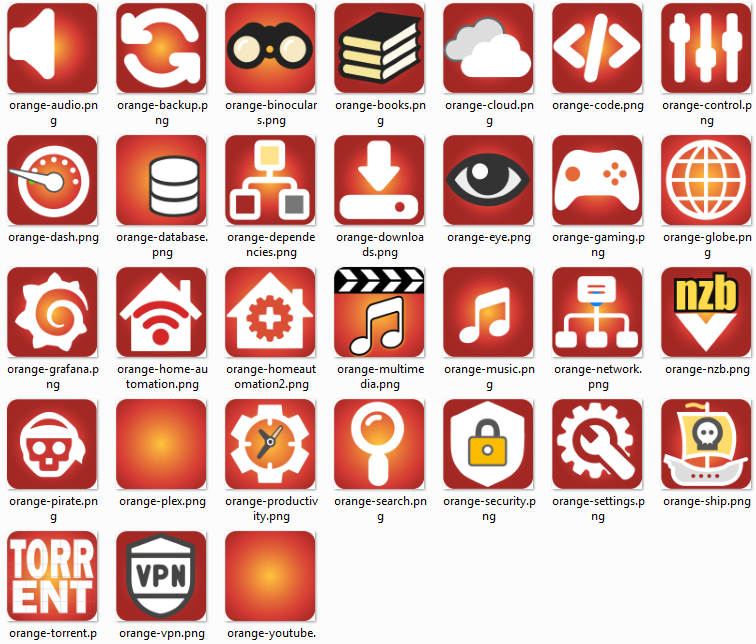 orange-audio.pn
g
orange-backup.p
ng
orange-binocular
s.png
orange-books.pn
g
orange-cloud.pn
g
orange-code.png
orange-control.p
ng
orange-dash.png
orange-database.
png
orange-depende
ncies.png
orange-downloa
ds.png
orange-eye.png
orange-gaming.p
ng
orange-globe.pn
g
nzb
orange-grafana.p
ng
orange-home-au
tomation.png
orange-homeaut
omation2.png
orange-multime
dia.png
orange-music.pn
g
orange-network.
png
orange-nzb.png
orange-pirate.pn
g
orange-plex.png
orange-productiv
ity.png
orange-search.pn
g
orange-security.p
ng
orange-settings.p
ng
orange-ship.png
TORR
ENT
VPN
orange-torrent.p
orange-vpn.png
orange-youtube.